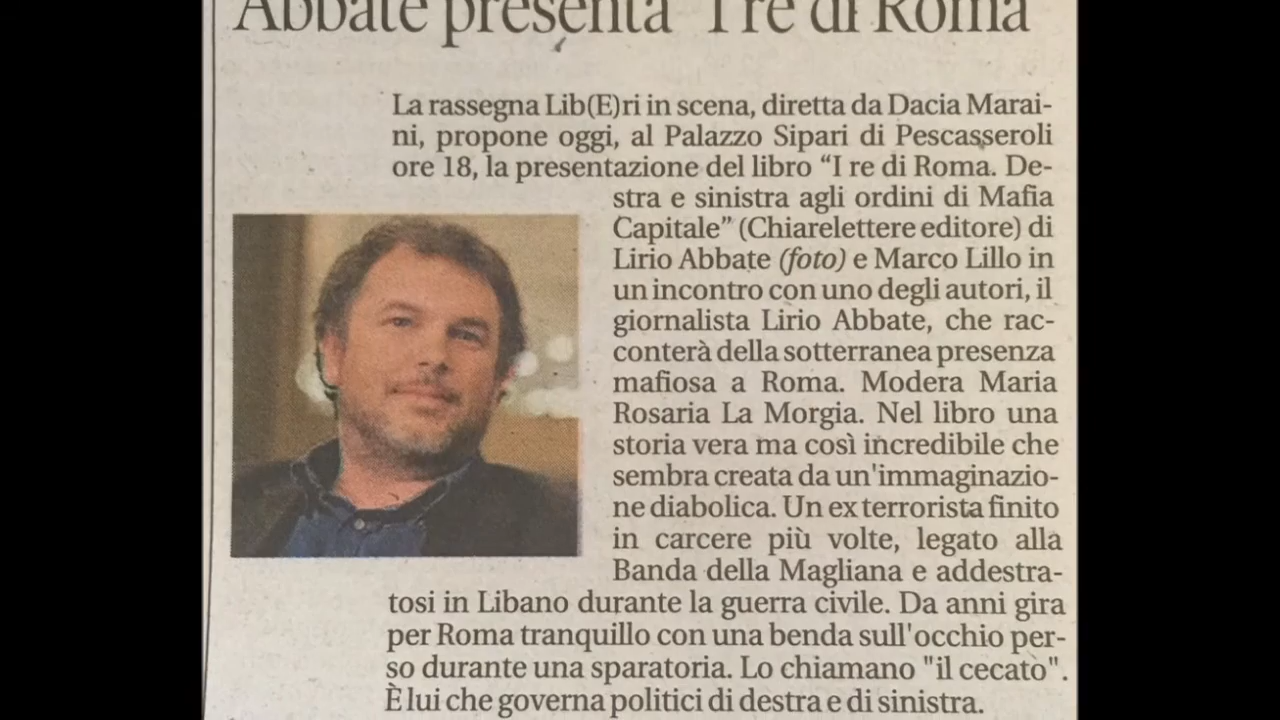 Abbate presenta "I re di Roma"
La rassegna Lib(E)ri in scena, diretta da Dacia Marai-
ni, propone oggi, al Palazzo Sipari di Pescasseroli
ore 18, la presentazione del libro “I re di Roma. De-
stra e sinistra agli ordini di Mafia
Capitale” (Chiarelettere editore) di
Lirio Abbate (foto) e Marco Lillo in
un incontro con uno degli autori, il
giornalista Lirio Abbate, che rac-
conterà della sotterranea presenza
mafiosa a Roma. Modera Maria
Rosaria La Morgia. Nel libro una
storia vera ma così incredibile che
sembra creata da un'immaginazio-
ne diabolica. Un ex terrorista finito
in carcere più volte, legato alla
Banda della Magliana e addestra-
tosi in Libano durante la guerra civile. Da anni gira
per Roma tranquillo con una benda sull'occhio per-
so durante una sparatoria. Lo chiamano "il cecato".
È lui che governa politici di destra e di sinistra.